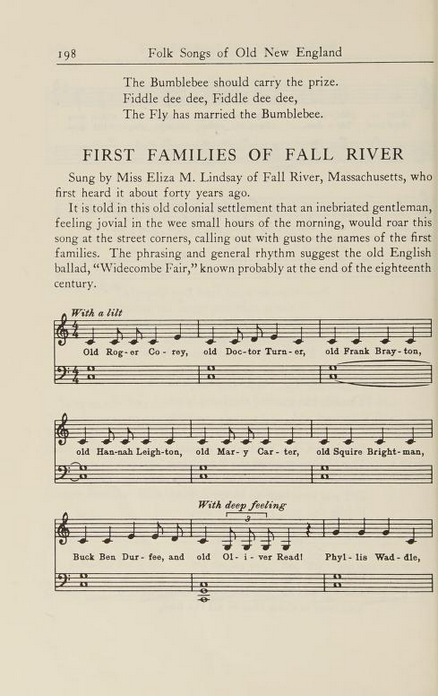 198 Folk Songs of Old New England
The Bumblebee should carry the prize.
Fiddle dee dee, Fiddle dee dee,
The Fly has married the Bumblebee.
FIRST FAMILIES OF FALL RIVER
Sung by Miss Eliza M. Lindsay of Fall River, Massachusetts, who
first heard it about forty years ago.
It is told in this old colonial settlement that an inebriated gentleman,
feeling jovial in the wee small hours of the morning, would roar this
song at the street corners, calling out with gusto the names of the first
families. The phrasing and general rhythm suggest the old English
ballad, “Widecombe Fair,” known probably at the end of the eighteenth
century.
With a lilt
Old Rog-er Co-rey, old Doc-tor Turn-er, old Frank Bray-ton,
old Han-nah Leigh-ton, old Mar-y Car-ter, old Squire Bright-man,
With deep feeling
3
Buck Ben Dur-fee, and old Ol-i-ver Read! Phyl-lis Wad-dle,